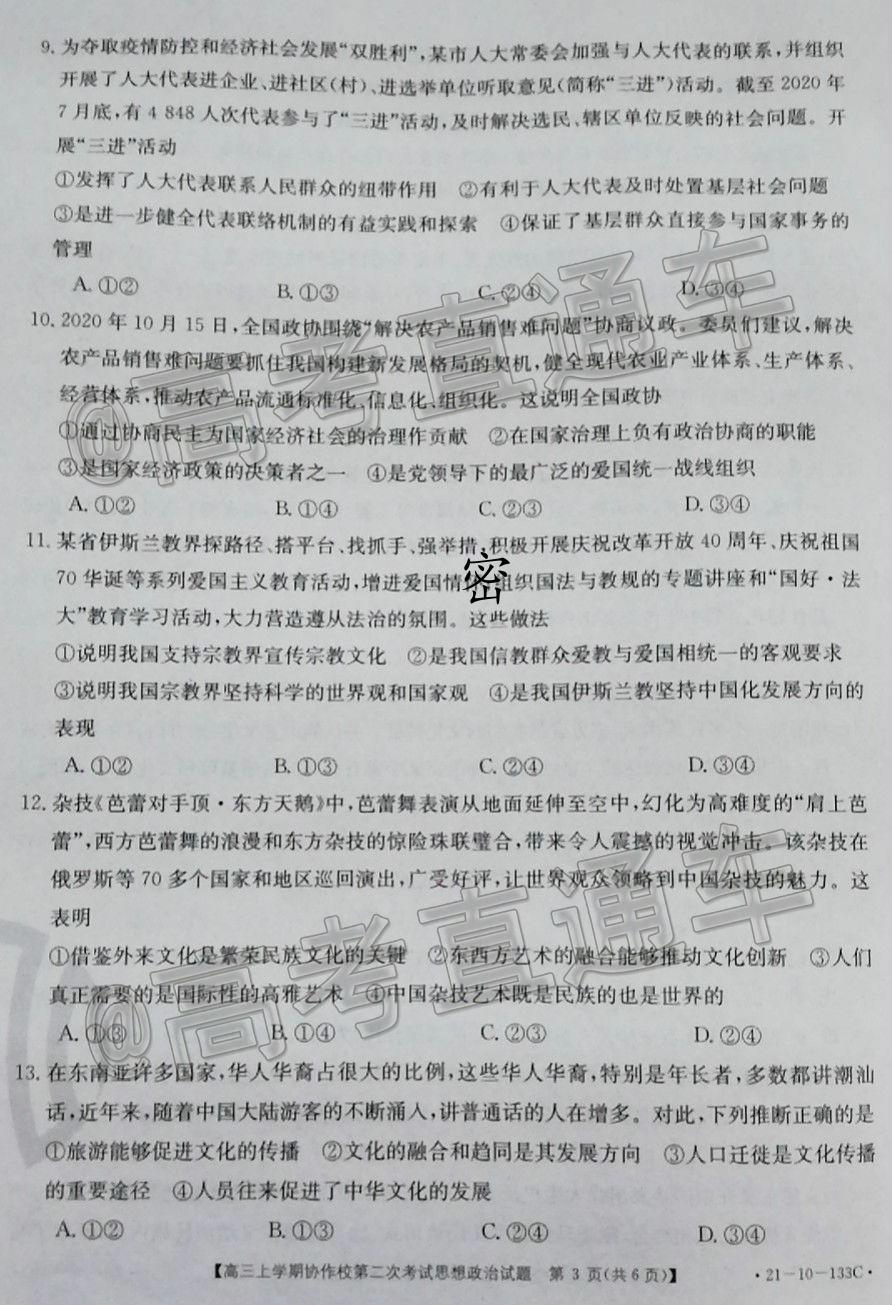 9. 为夺取疫情防控和经济社会发展“双胜利”,某市人大常委会加强与人大代表的联系,并组织
开展了人大代表进企业、进社区(村)、进选举单位听取意见(简称“三进”)活动。截至 2020 年
7 月底,有 4 848 人次代表参与了“三进”活动,及时解决选民、辖区单位反映的社会问题。开
展“三进”活动
①发挥了人大代表联系人民群众的纽带作用 ②有利于人大代表及时处置基层社会问题
③是进一步健全代表联络机制的有益实践和探索 ④保证了基层群众直接参与国家事务的
管理
A. ①② B. ①③ C. ②④ D. ③④
10. 2020 年 10 月 15 日,全国政协围绕“解决农产品销售难问题”协商议政。委员们建议,解决
农产品销售难问题要抓住我国构建新发展格局的契机,健全现代农业产业体系、生产体系、
经营体系,推动农产品流通标准化、信息化、组织化。这说明全国政协
①通过协商民主为国家经济社会的治理作贡献 ②在国家治理上负有政治协商的职能
③是国家经济政策的决策者之一 ④是党领导下的最广泛的爱国统一战线组织
A. ①② B. ①④ C. ②③ D. ③④
11. 某省伊斯兰教界探路径、搭平台、找抓手、强举措,积极开展庆祝改革开放 40 周年、庆祝祖国
70 华诞等系列爱国主义教育活动,增进爱国情 组织国法与教规的专题讲座和“国好·法
大”教育学习活动,大力营造遵从法治的氛围。这些做法
密
①说明我国支持宗教界宣传宗教文化 ②是我国信教群众爱教与爱国相统一的客观要求
③说明我国宗教界坚持科学的世界观和国家观 ④是我国伊斯兰教坚持中国化发展方向的
表现
A. ①② B. ①③ C. ②④ D. ③④
12. 杂技《芭蕾对手顶·东方天鹅》中,芭蕾舞表演从地面延伸至空中,幻化为高难度的“肩上芭
蕾”,西方芭蕾舞的浪漫和东方杂技的惊险珠联璧合,带来令人震撼的视觉冲击。该杂技在
俄罗斯等 70 多个国家和地区巡回演出,广受好评,让世界观众领略到中国杂技的魅力。这
表明
①借鉴外来文化是繁荣民族文化的关键 ②东西方艺术的融合能够推动文化创新 ③人们
真正需要的是国际性的高雅艺术 ④中国杂技艺术既是民族的也是世界的
A. ①③ B. ①④ C. ②③ D. ②④
13. 在东南亚许多国家,华人华裔占很大的比例,这些华人华裔,特别是年长者,多数都讲潮汕
话,近年来,随着中国大陆游客的不断涌入,讲普通话的人在增多。对此,下列推断正确的是
①旅游能够促进文化的传播 ②文化的融合和趋同是其发展方向 ③人口迁徙是文化传播
的重要途径 ④人员往来促进了中华文化的发展
A. ①② B. ①③ C. ②④ D. ③④
【高三上学期协作校第二次考试思想政治试题 第 3 页(共 6 页)】 ·21-10-133C·
@高考直通车
@高考直通车